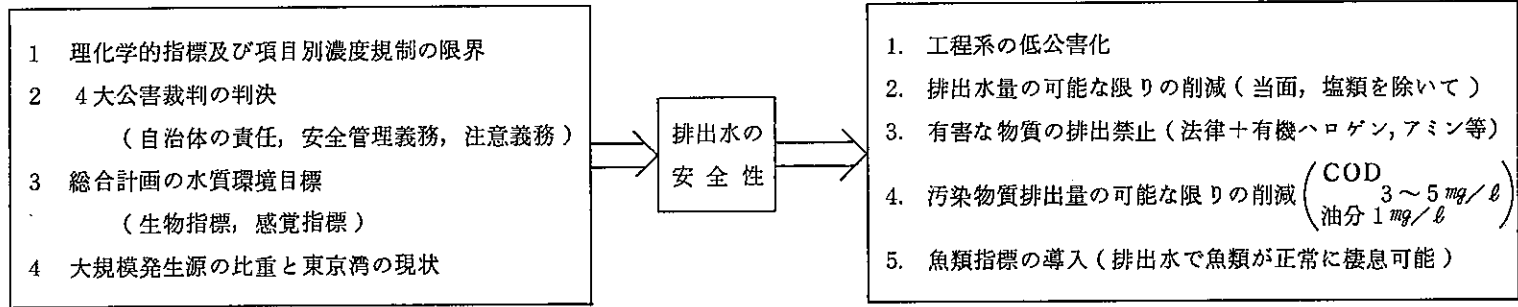 1 理化学的指標及び項目別濃度規制の限界
2 4大公害裁判の判決
(自治体の責任, 安全管理義務, 注意義務)
3 総合計画の水質環境目標
(生物指標, 感覚指標)
4 大規模発生源の比重と東京湾の現状
排出水の
安全性
1. 工程系の低公害化
2. 排出水量の可能な限りの削減(当面, 塩類を除いて)
3. 有害な物質の排出禁止(法律+有機ハロゲン, アミン等)
4. 汚染物質排出量の可能な限りの削減(COD 3〜5mg/ℓ
油分1mg/ℓ)
5. 魚類指標の導入(排出水で魚類が正常に棲息可能)